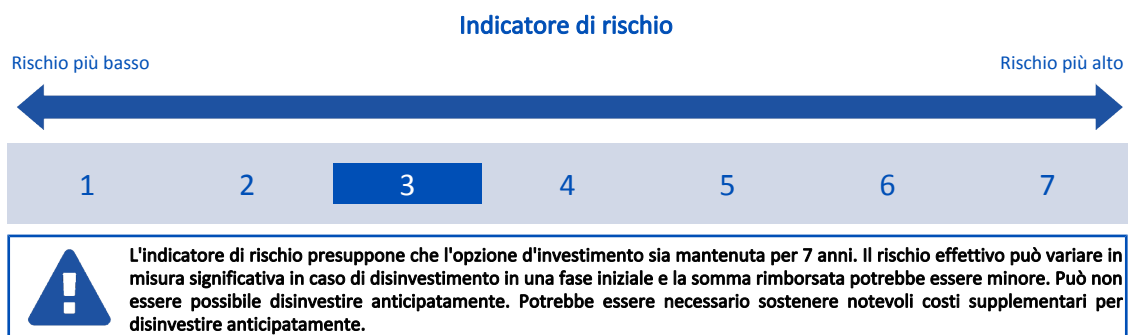 Indicatore di rischio
Rischio più basso
Rischio più alto
1 2 3 4 5 6 7
L'indicatore di rischio presuppone che l'opzione d'investimento sia mantenuta per 7 anni. Il rischio effettivo può variare in
misura significativa in caso di disinvestimento in una fase iniziale e la somma rimborsata potrebbe essere minore. Può non
essere possibile disinvestire anticipatamente. Potrebbe essere necessario sostenere notevoli costi supplementari per
disinvestire anticipatamente.